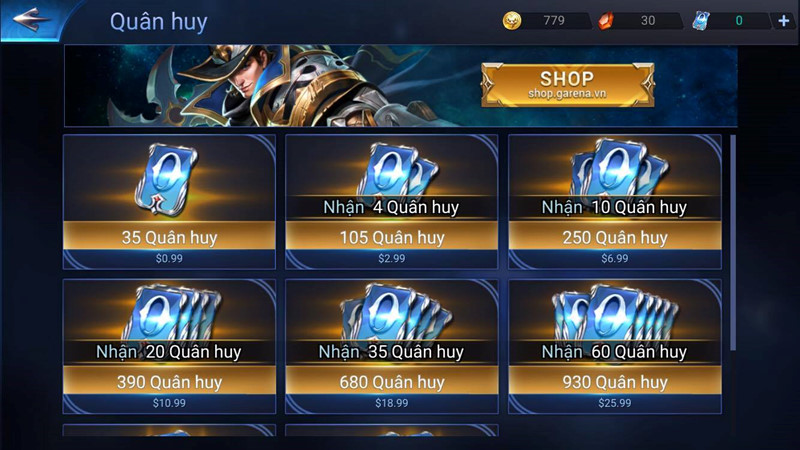 Quân huy
779
30
0
SHOP
shop.garena.vn
35 Quân huy
$0.99
Nhận 4 Quân huy
105 Quân huy
$2.99
Nhận 10 Quân huy
250 Quân huy
$6.99
Nhận 20 Quân huy
390 Quân huy
$10.99
Nhận 35 Quân huy
680 Quân huy
$18.99
Nhận 60 Quân huy
930 Quân huy
$25.99